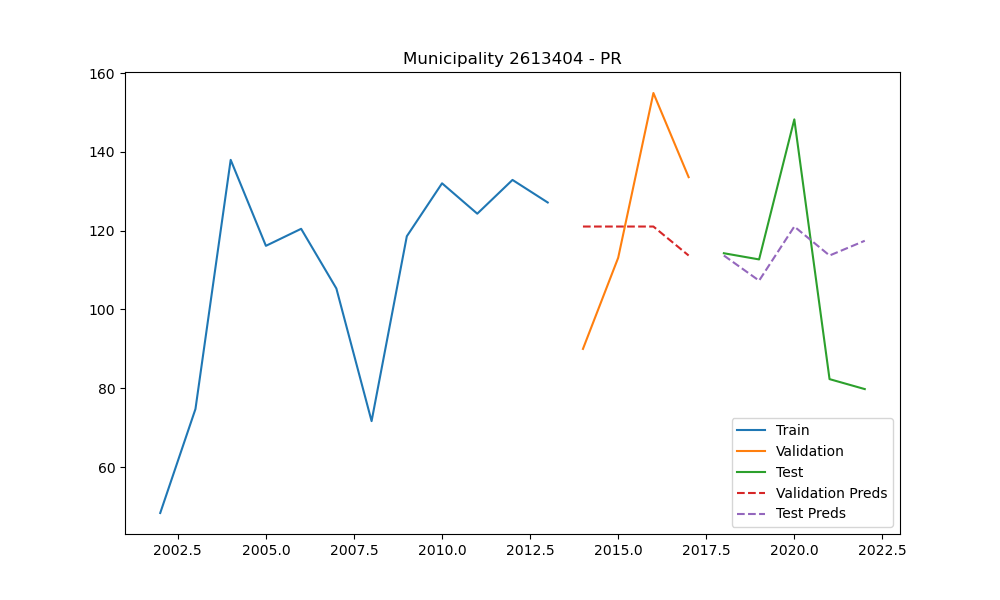 Municipality 2613404 - PR
160
140
120
100
80
60
2002.5 2005.0 2007.5 2010.0 2012.5 2015.0 2017.5 2020.0 2022.5
Train
Validation
Test
Validation Preds
Test Preds